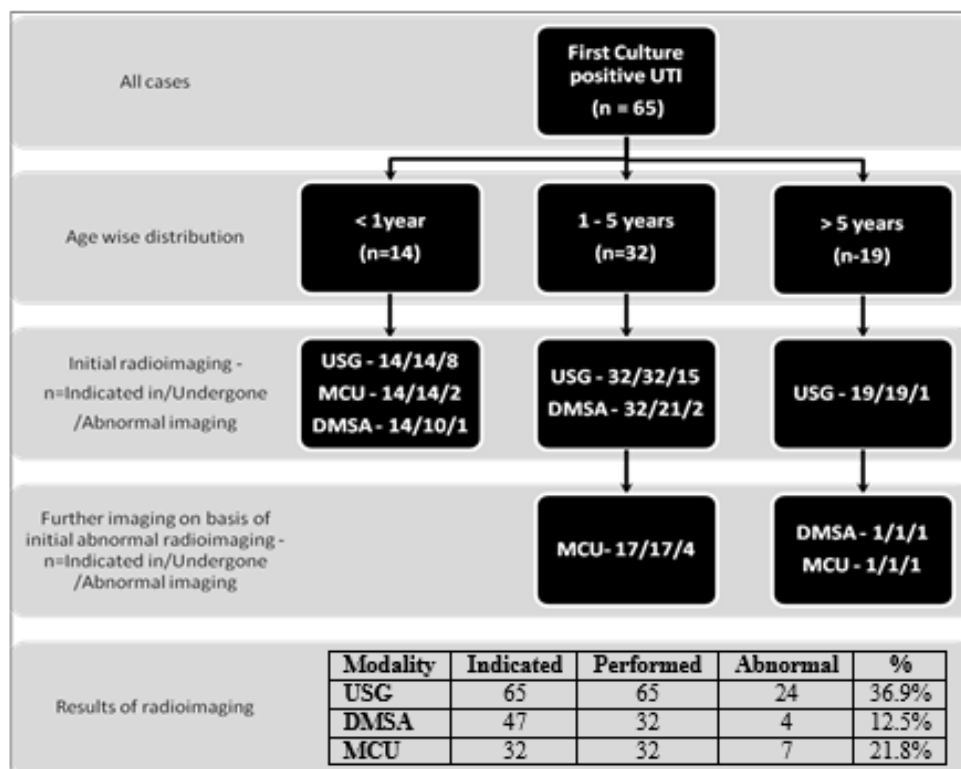 All cases
First Culture
positive UTI
(n = 65)
Age wise distribution
< 1year
(n=14)
1 - 5 years
(n=32)
> 5 years
(n-19)
Initial radioimaging -
n=Indicated in/Undergone
/Abnormal imaging
USG - 14/14/8
MCU - 14/14/2
DMSA - 14/10/1
USG - 32/32/15
DMSA - 32/21/2
USG - 19/19/1
Further imaging on basis of
initial abnormal radioimaging -
n=Indicated in/Undergone
/Abnormal imaging
MCU- 17/17/4
DMSA - 1/1/1
MCU - 1/1/1
Results of radioimaging
Modality Indicated Performed Abnormal %
USG 65 65 24 36.9%
DMSA 47 32 4 12.5%
MCU 32 32 7 21.8%